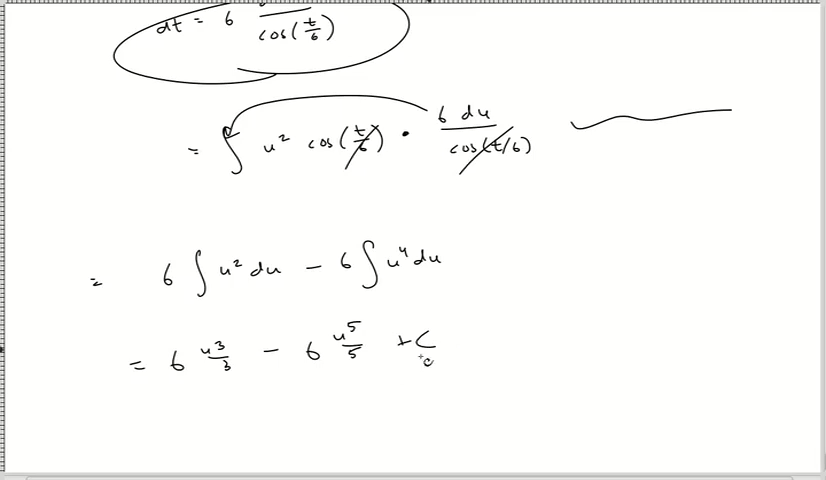 dt = 6 du/cos(t/6)
= ∫ u² cos(t/6) • 6 du/cos(t/6)
= 6 ∫ u² du − 6 ∫ u⁴ du
= 6 u³/3 − 6 u⁵/5 + C